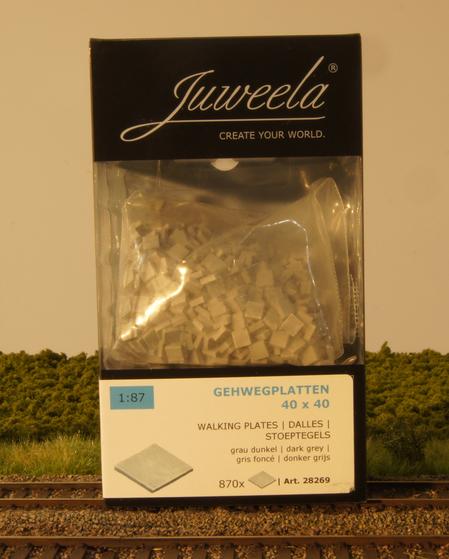 Juweela®
CREATE YOUR WORLD.
1:87
GEHWEGPLATTEN
40 x 40
WALKING PLATES | DALLES |
STOEPTEGELS
grau dunkel | dark grey |
gris foncé | donker grijs
870x | Art. 28269